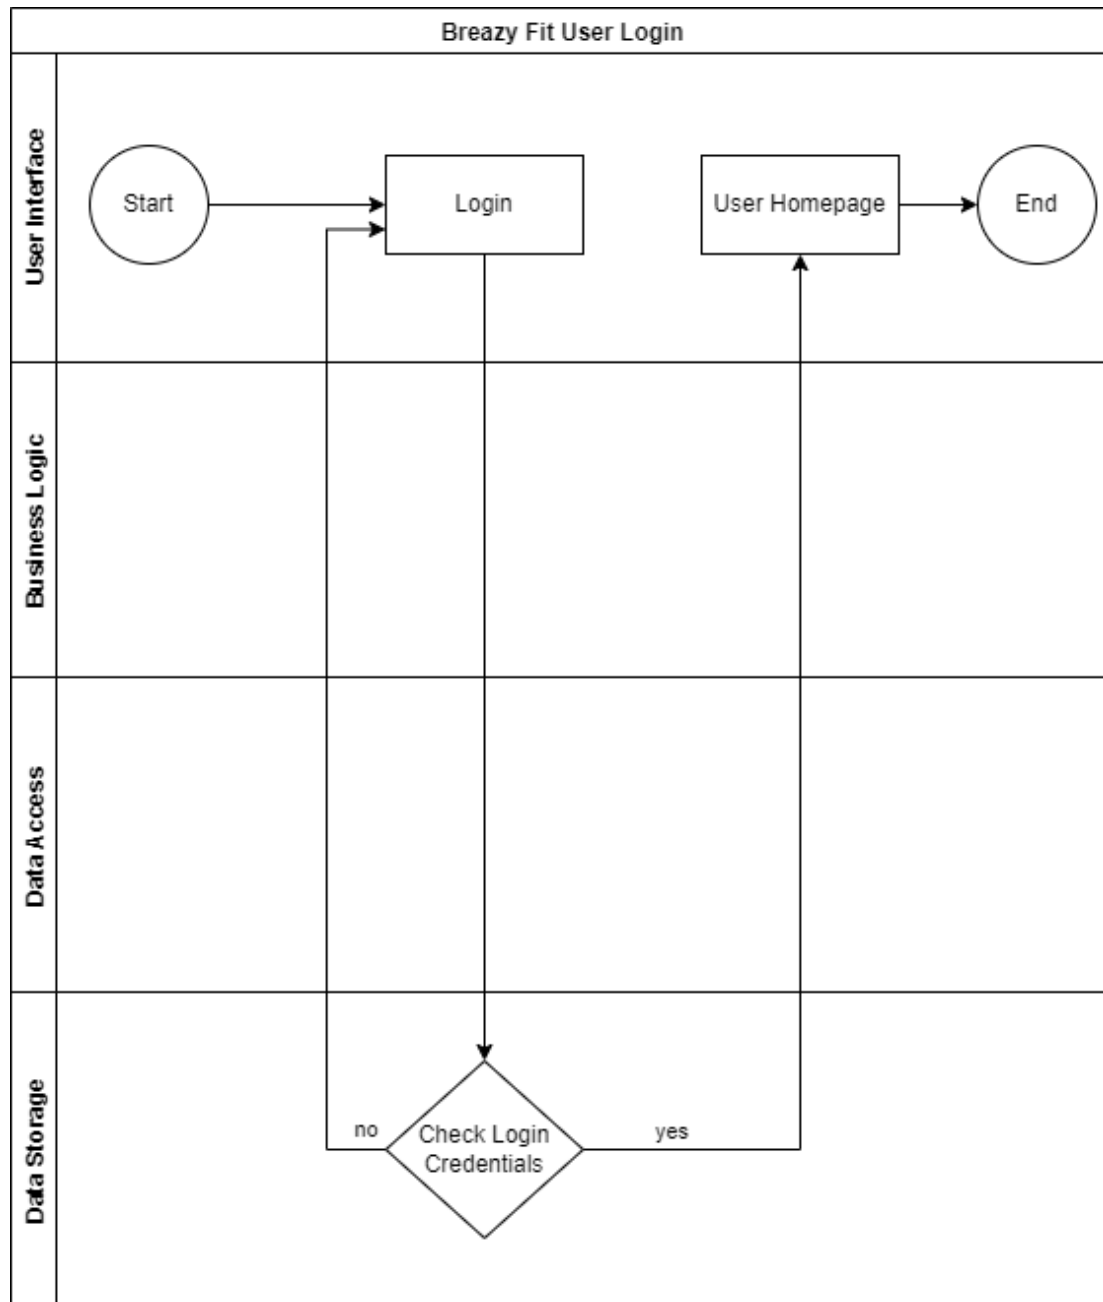 Breazy Fit User Login
User Interface
Start
Login
User Homepage
End
Business Logic
Data Access
Data Storage
no
Check Login
Credentials
yes